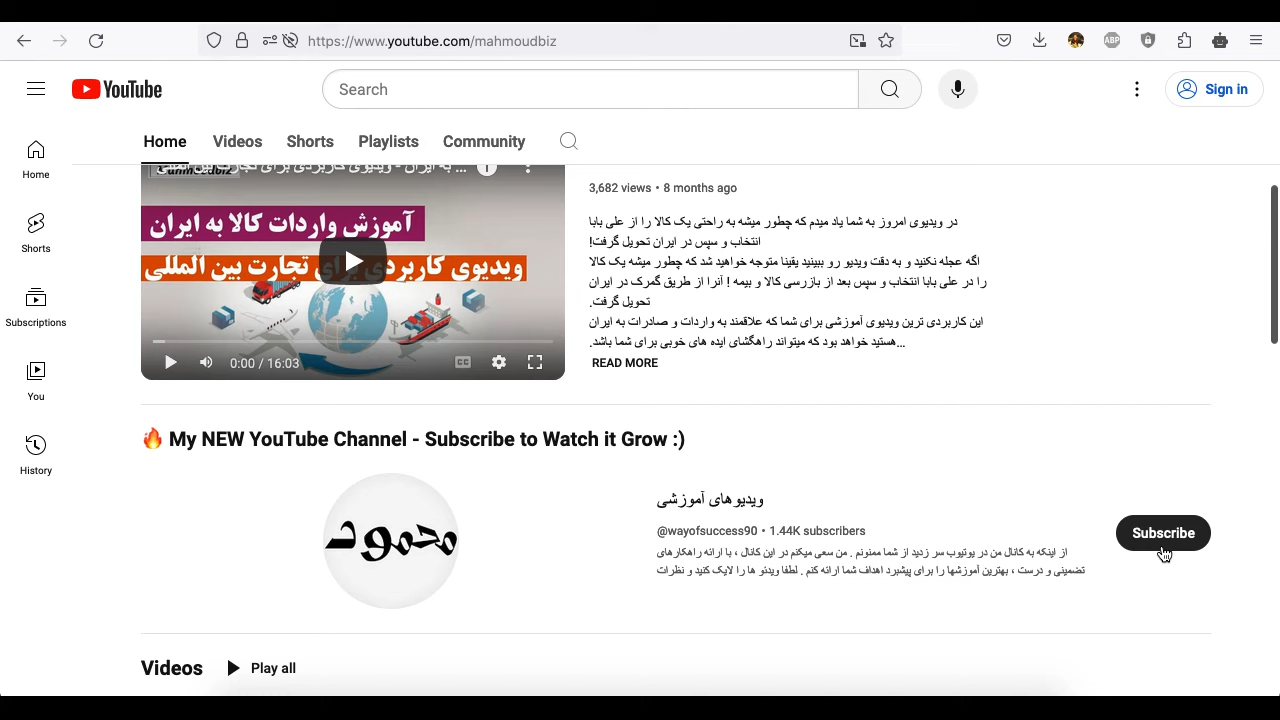 https://www.youtube.com/mahmoudbiz
ABP
YouTube
Search
Sign in
Home
Videos
Shorts
Playlists
Community
Home
Shorts
Subscriptions
You
History
آموزش واردات کالا به ایران
ویدیوی کاربردی برای تجارت بین المللی
0:00 / 16:03
CC
3,682 views • 8 months ago
در ویدیوی امروز به شما یاد میدم که چطور میشه به راحتی یک کالا را از علی بابا
انتخاب و سپس در ایران تحویل گرفت!
اگه عجله نکنید و به دقت ویدیو رو ببینید یقینا متوجه خواهید شد که چطور میشه یک کالا
را در علی بابا انتخاب و سپس بعد از بازرسی کالا و بیمه ! آنرا از طریق گمرک در ایران
تحویل گرفت.
این کاربردی ترین ویدیوی آموزشی برای شما که علاقمند به واردات و صادرات به ایران
هستید خواهد بود که میتواند راهگشای ایده های خوبی برای شما باشد. ...
READ MORE
🔥 My NEW YouTube Channel - Subscribe to Watch it Grow :)
محمود
ویدیو های آموزشی
@wayofsuccess90 • 1.44K subscribers
از اینکه به کانال من در یوتیوب سر زدید از شما ممنونم . من سعی میکنم در این کانال ، با ارائه راهکارهای
تضمینی و درست ، بهترین آموزشها را برای پیشبرد اهداف شما ارائه کنم . لطفا ویدئو ها را لایک کنید و نظرات
Subscribe
Videos
Play all